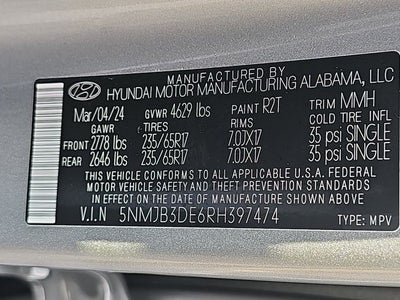 MANUFACTURED BY
HYUNDAI MOTOR MANUFACTURING ALABAMA, LLC
Mar/04/24 GVWR 4629 lbs PAINT R2T TRIM MMH
GAWR TIRES RIMS COLD TIRE INFL
FRONT 2778 lbs 235/65R17 7.0JX17 35 psi SINGLE
REAR 2646 lbs 235/65R17 7.0JX17 35 psi SINGLE
THIS VEHICLE CONFORMS TO ALL APPLICABLE U.S.A. FEDERAL
MOTOR VEHICLE SAFETY, BUMPER, AND THEFT PREVENTION
STANDARDS IN EFFECT ON THE DATE OF MANUFACTURE
SHOWN ABOVE.
V.I.N 5NMJB3DE6RH397474 TYPE: MPV